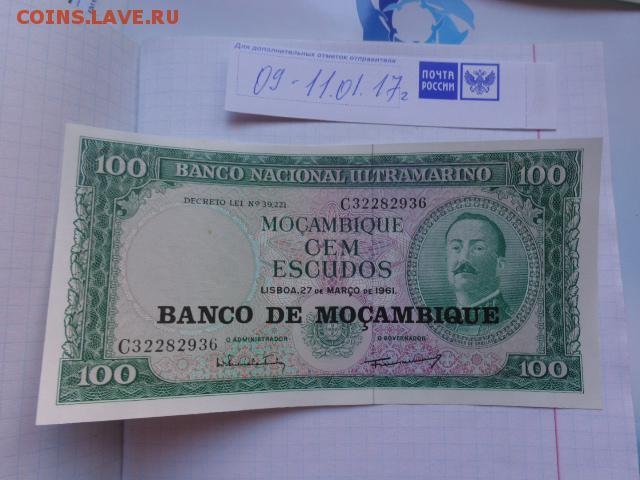 COINS.LAVE.RU
Для дополнительных отметок отправителя
09-11.01.17г
ПОЧТА
РОССИИ
100 BANCO NACIONAL ULTRAMARINO 100
DECRETO LEI Nº 39.221 C32282936
MOÇAMBIQUE
CEM
ESCUDOS
LISBOA, 27 DE MARÇO DE 1961.
BANCO DE MOÇAMBIQUE
O ADMINISTRADOR O GOVERNADOR
C32282936
100 100